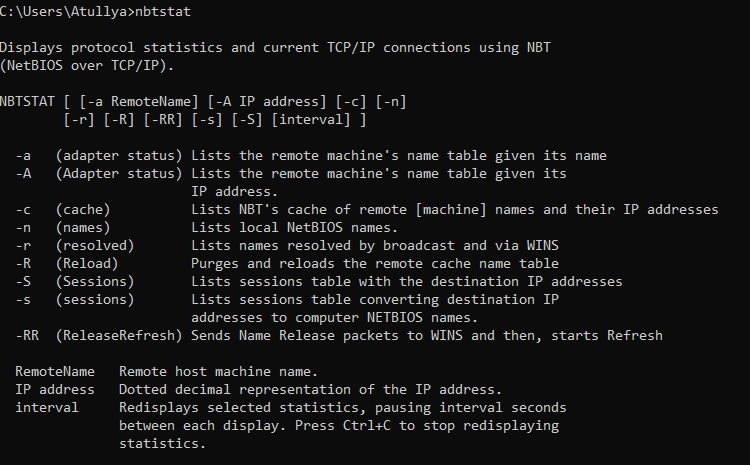 C:\Users\Atullya>nbtstat
Displays protocol statistics and current TCP/IP connections using NBT
(NetBIOS over TCP/IP).
NBTSTAT [ [-a RemoteName] [-A IP address] [-c] [-n]
[-r] [-R] [-RR] [-s] [-S] [interval] ]
-a (adapter status) Lists the remote machine's name table given its name
-A (Adapter status) Lists the remote machine's name table given its
IP address.
-c (cache) Lists NBT's cache of remote [machine] names and their IP addresses
-n (names) Lists local NetBIOS names.
-r (resolved) Lists names resolved by broadcast and via WINS
-R (Reload) Purges and reloads the remote cache name table
-S (Sessions) Lists sessions table with the destination IP addresses
-s (sessions) Lists sessions table converting destination IP
addresses to computer NETBIOS names.
-RR (ReleaseRefresh) Sends Name Release packets to WINS and then, starts Refresh
RemoteName Remote host machine name.
IP address Dotted decimal representation of the IP address.
interval Redisplays selected statistics, pausing interval seconds
between each display. Press Ctrl+C to stop redisplaying
statistics.